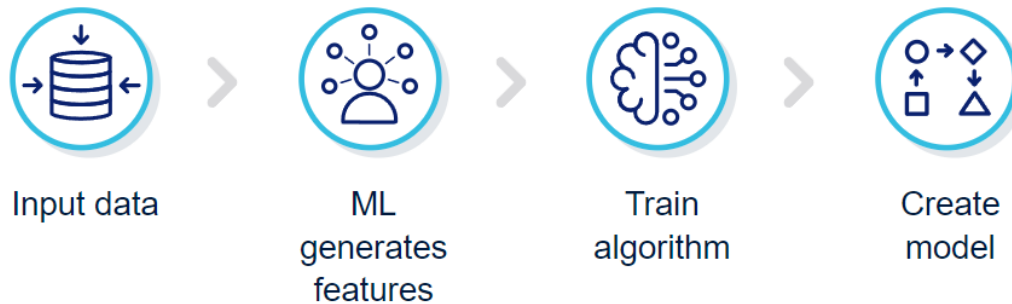 Input data
ML
generates
features
Train
algorithm
Create
model